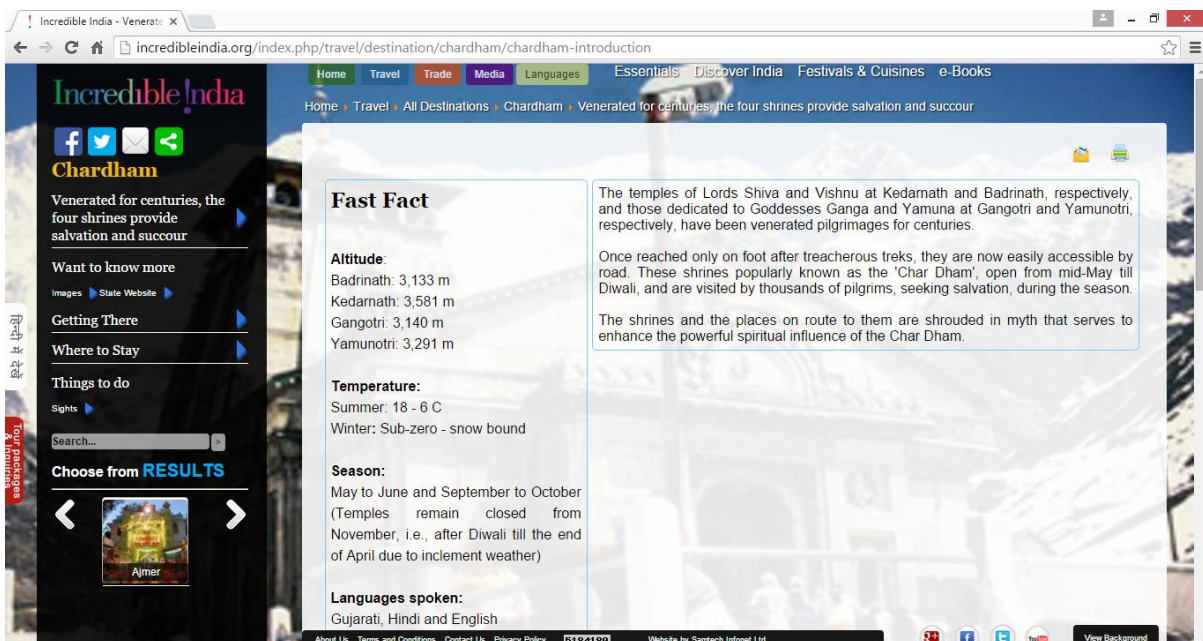 Incredible India - Venerate
incredibleindia.org/index.php/travel/destination/chardham/chardham-introduction
Incredible !ndia
Home Travel Trade Media Languages Essentials Discover India Festivals & Cuisines e-Books
Home Travel All Destinations Chardham Venerated for centuries, the four shrines provide salvation and succour
Chardham
Venerated for centuries, the
four shrines provide
salvation and succour
Want to know more
Images State Website
Getting There
Where to Stay
Things to do
Sights
Search... >
Choose from RESULTS
Ajmer
हिन्दी में देखें
Tour packages
& Inquiries
Fast Fact
Altitude:
Badrinath: 3,133 m
Kedarnath: 3,581 m
Gangotri: 3,140 m
Yamunotri: 3,291 m
Temperature:
Summer: 18 - 6 C
Winter: Sub-zero - snow bound
Season:
May to June and September to October
(Temples remain closed from
November, i.e., after Diwali till the end
of April due to inclement weather)
Languages spoken:
Gujarati, Hindi and English
The temples of Lords Shiva and Vishnu at Kedarnath and Badrinath, respectively,
and those dedicated to Goddesses Ganga and Yamuna at Gangotri and Yamunotri,
respectively, have been venerated pilgrimages for centuries.
Once reached only on foot after treacherous treks, they are now easily accessible by
road. These shrines popularly known as the 'Char Dham', open from mid-May till
Diwali, and are visited by thousands of pilgrims, seeking salvation, during the season.
The shrines and the places on route to them are shrouded in myth that serves to
enhance the powerful spiritual influence of the Char Dham.
About Us Terms and Conditions Contact Us Privacy Policy Website by Samtech Infonet Ltd. View Background